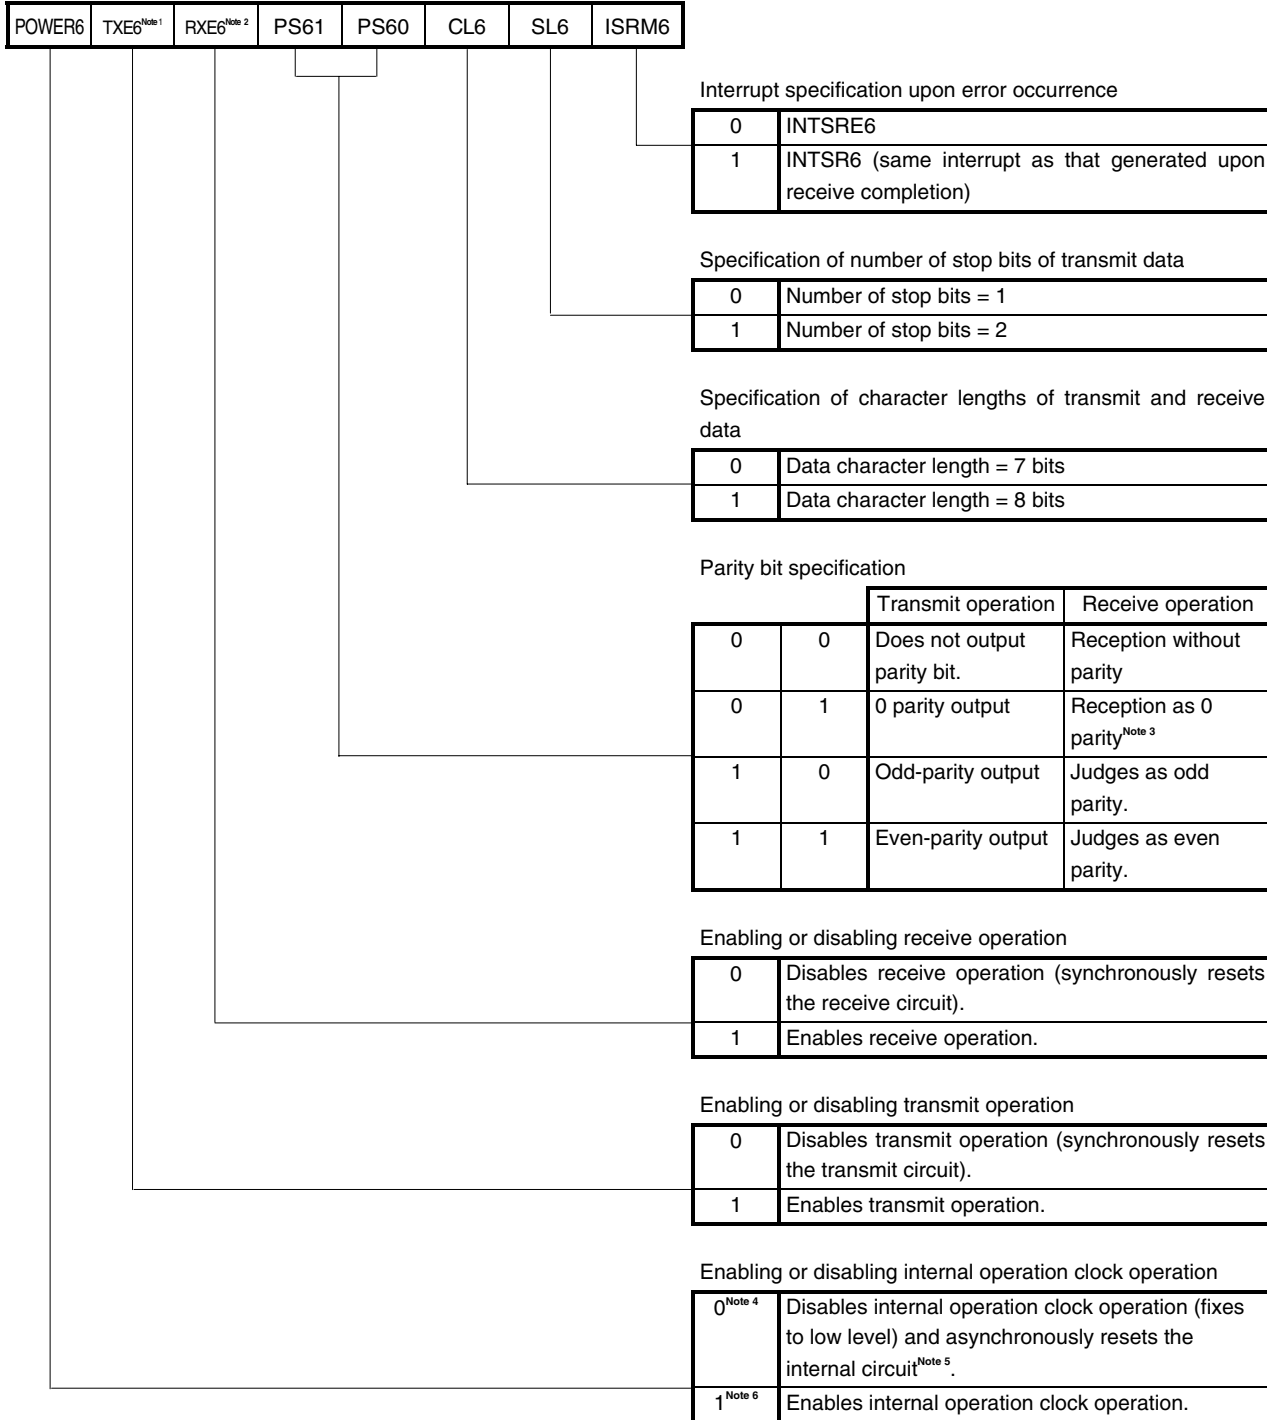 POWER6 TXE6Note 1 RXE6Note 2 PS61 PS60 CL6 SL6 ISRM6
Interrupt specification upon error occurrence
0 INTSRE6
1 INTSR6 (same interrupt as that generated upon
receive completion)
Specification of number of stop bits of transmit data
0 Number of stop bits = 1
1 Number of stop bits = 2
Specification of character lengths of transmit and receive
data
0 Data character length = 7 bits
1 Data character length = 8 bits
Parity bit specification
Transmit operation Receive operation
0 0 Does not output Reception without
parity bit. parity
0 1 0 parity output Reception as 0
parityNote 3
1 0 Odd-parity output Judges as odd
parity.
1 1 Even-parity output Judges as even
parity.
Enabling or disabling receive operation
0 Disables receive operation (synchronously resets
the receive circuit).
1 Enables receive operation.
Enabling or disabling transmit operation
0 Disables transmit operation (synchronously resets
the transmit circuit).
1 Enables transmit operation.
Enabling or disabling internal operation clock operation
0Note 4 Disables internal operation clock operation (fixes
to low level) and asynchronously resets the
internal circuitNote 5.
1Note 6 Enables internal operation clock operation.